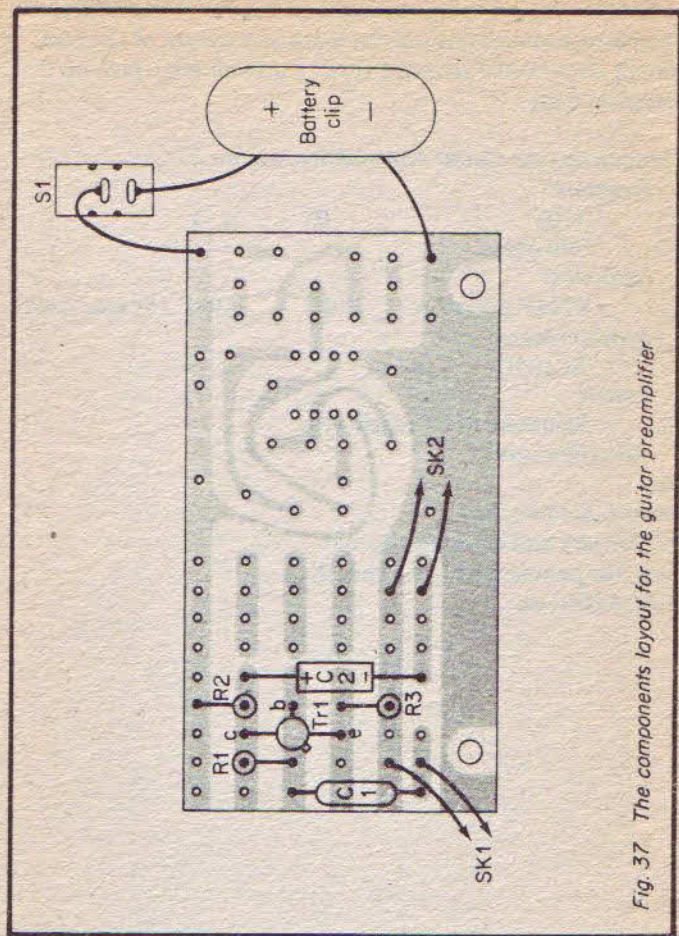 S1
+
Battery
clip
−
R2
R1
c
b
Tr1
e
+
C
2
−
R3
C
1
SK1
SK2
Fig. 37 The components layout for the guitar preamplifier